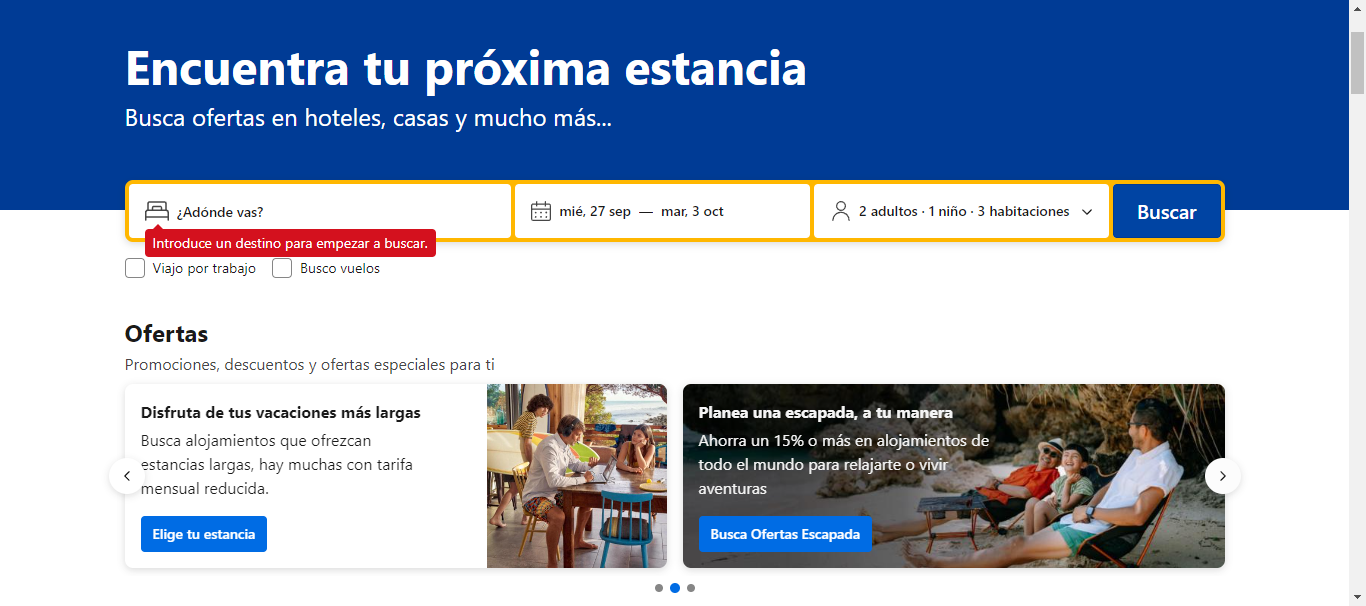 Encuentra tu próxima estancia
Busca ofertas en hoteles, casas y mucho más...
¿Adónde vas?
mié, 27 sep — mar, 3 oct
2 adultos · 1 niño · 3 habitaciones
Buscar
Introduce un destino para empezar a buscar.
Viajo por trabajo
Busco vuelos
Ofertas
Promociones, descuentos y ofertas especiales para ti
Disfruta de tus vacaciones más largas
Busca alojamientos que ofrezcan
estancias largas, hay muchas con tarifa
mensual reducida.
Elige tu estancia
Planea una escapada, a tu manera
Ahorra un 15% o más en alojamientos de
todo el mundo para relajarte o vivir
aventuras
Busca Ofertas Escapada